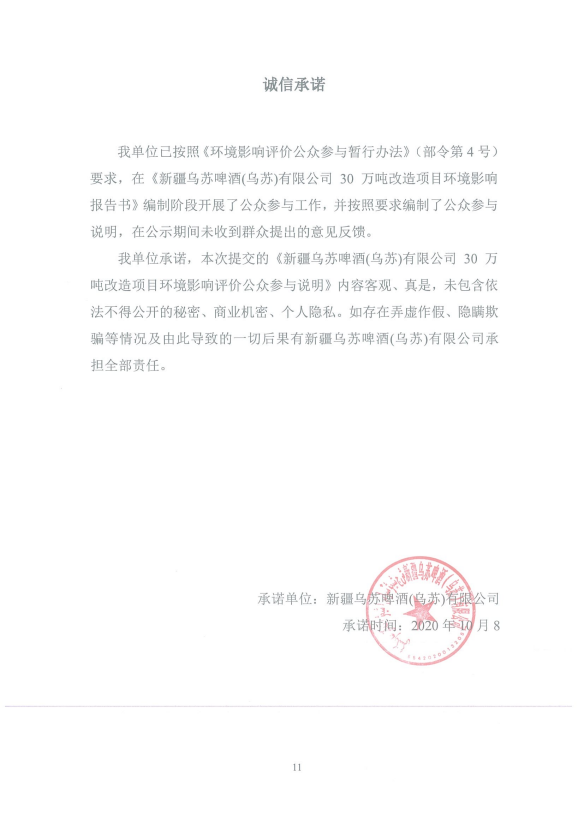 诚信承诺
我单位已按照《环境影响评价公众参与暂行办法》（部令第 4 号）
要求，在《新疆乌苏啤酒(乌苏)有限公司 30 万吨改造项目环境影响
报告书》编制阶段开展了公众参与工作，并按照要求编制了公众参与
说明，在公示期间未收到群众提出的意见反馈。
我单位承诺，本次提交的《新疆乌苏啤酒(乌苏)有限公司 30 万
吨改造项目环境影响评价公众参与说明》内容客观、真是，未包含依
法不得公开的秘密、商业机密、个人隐私。如存在弄虚作假、隐瞒欺
骗等情况及由此导致的一切后果有新疆乌苏啤酒(乌苏)有限公司承
担全部责任。
新疆乌苏啤酒(乌苏)有限公司
承诺单位：新疆乌苏啤酒(乌苏)有限公司
承诺时间：2020 年 10 月 8
11